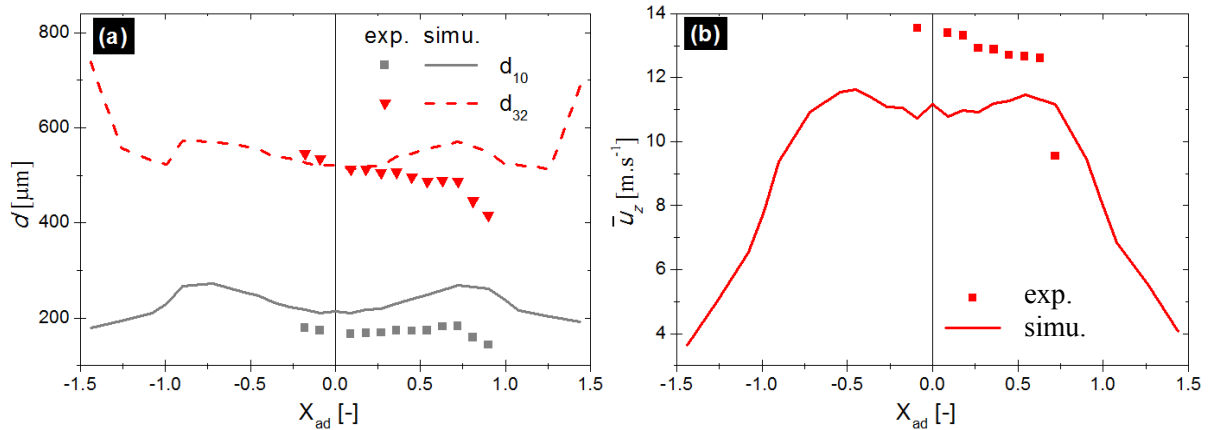 (a)
exp. simu.
d10
d32
800
600
400
200
d [µm]
-1.5 -1.0 -0.5 0.0 0.5 1.0 1.5
Xad [-]
(b)
14
12
10
8
6
4
ūz [m.s-1]
exp.
simu.
-1.5 -1.0 -0.5 0.0 0.5 1.0 1.5
Xad [-]